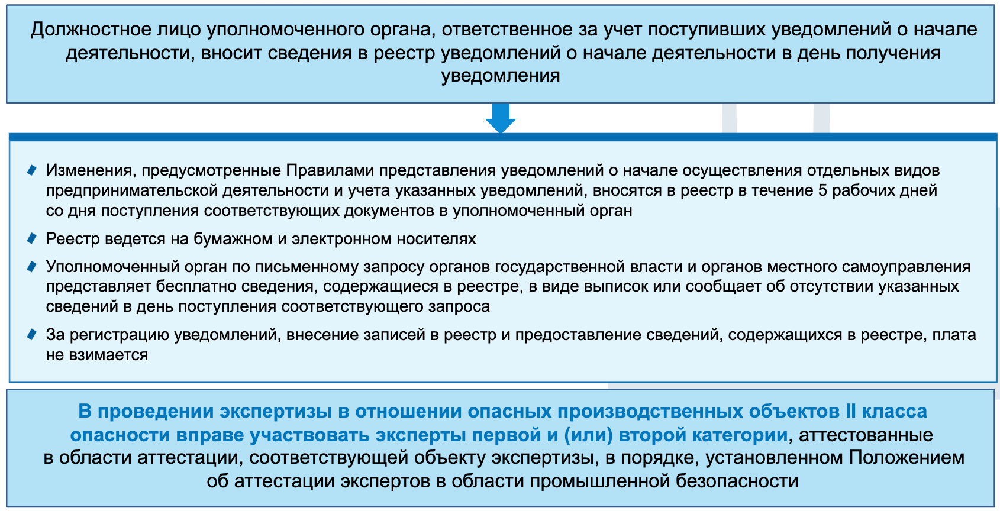 Должностное лицо уполномоченного органа, ответственное за учет поступивших уведомлений о начале
деятельности, вносит сведения в реестр уведомлений о начале деятельности в день получения
уведомления
Изменения, предусмотренные Правилами представления уведомлений о начале осуществления отдельных видов
предпринимательской деятельности и учета указанных уведомлений, вносятся в реестр в течение 5 рабочих дней
со дня поступления соответствующих документов в уполномоченный орган
Реестр ведется на бумажном и электронном носителях
Уполномоченный орган по письменному запросу органов государственной власти и органов местного самоуправления
представляет бесплатно сведения, содержащиеся в реестре, в виде выписок или сообщает об отсутствии указанных
сведений в день поступления соответствующего запроса
За регистрацию уведомлений, внесение записей в реестр и предоставление сведений, содержащихся в реестре, плата
не взимается
В проведении экспертизы в отношении опасных производственных объектов II класса
опасности вправе участвовать эксперты первой и (или) второй категории, аттестованные
в области аттестации, соответствующей объекту экспертизы, в порядке, установленном Положением
об аттестации экспертов в области промышленной безопасности